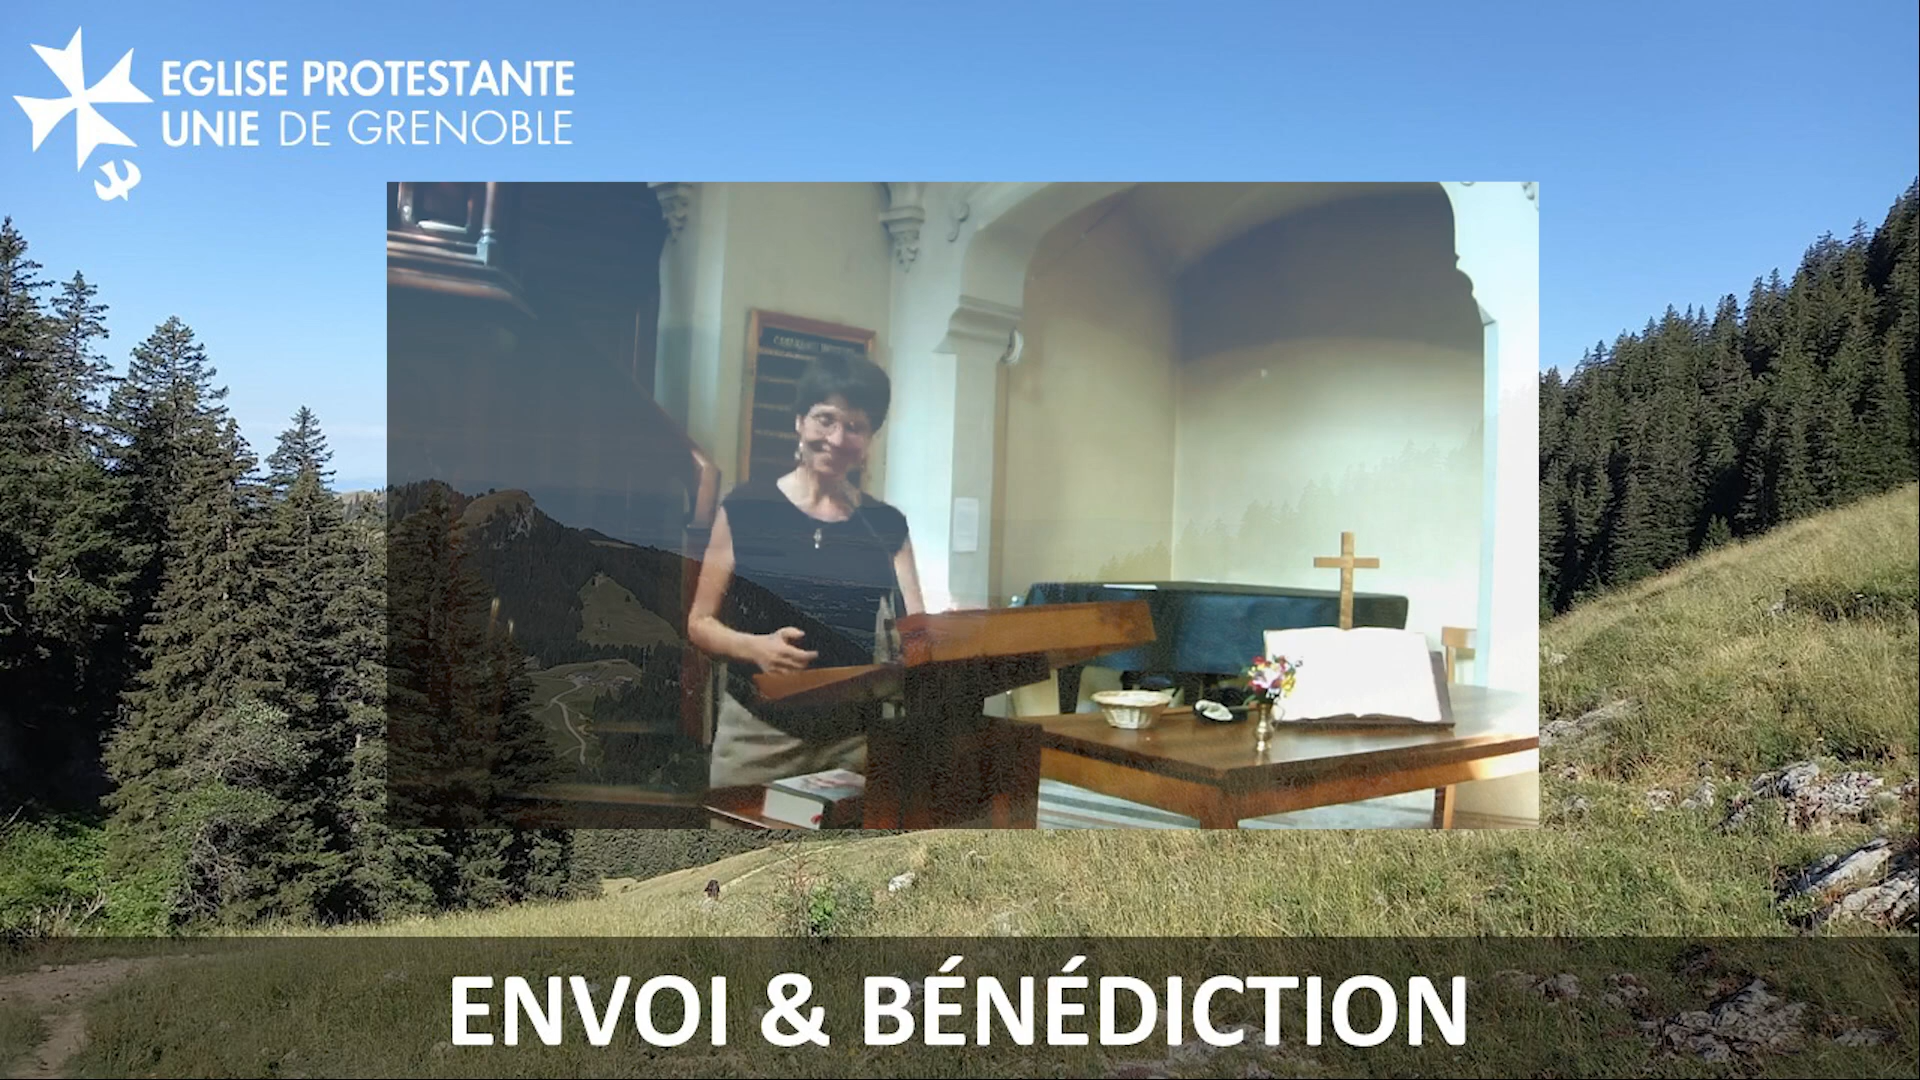 EGLISE PROTESTANTE
UNIE DE GRENOBLE
ENVOI & BÉNÉDICTION